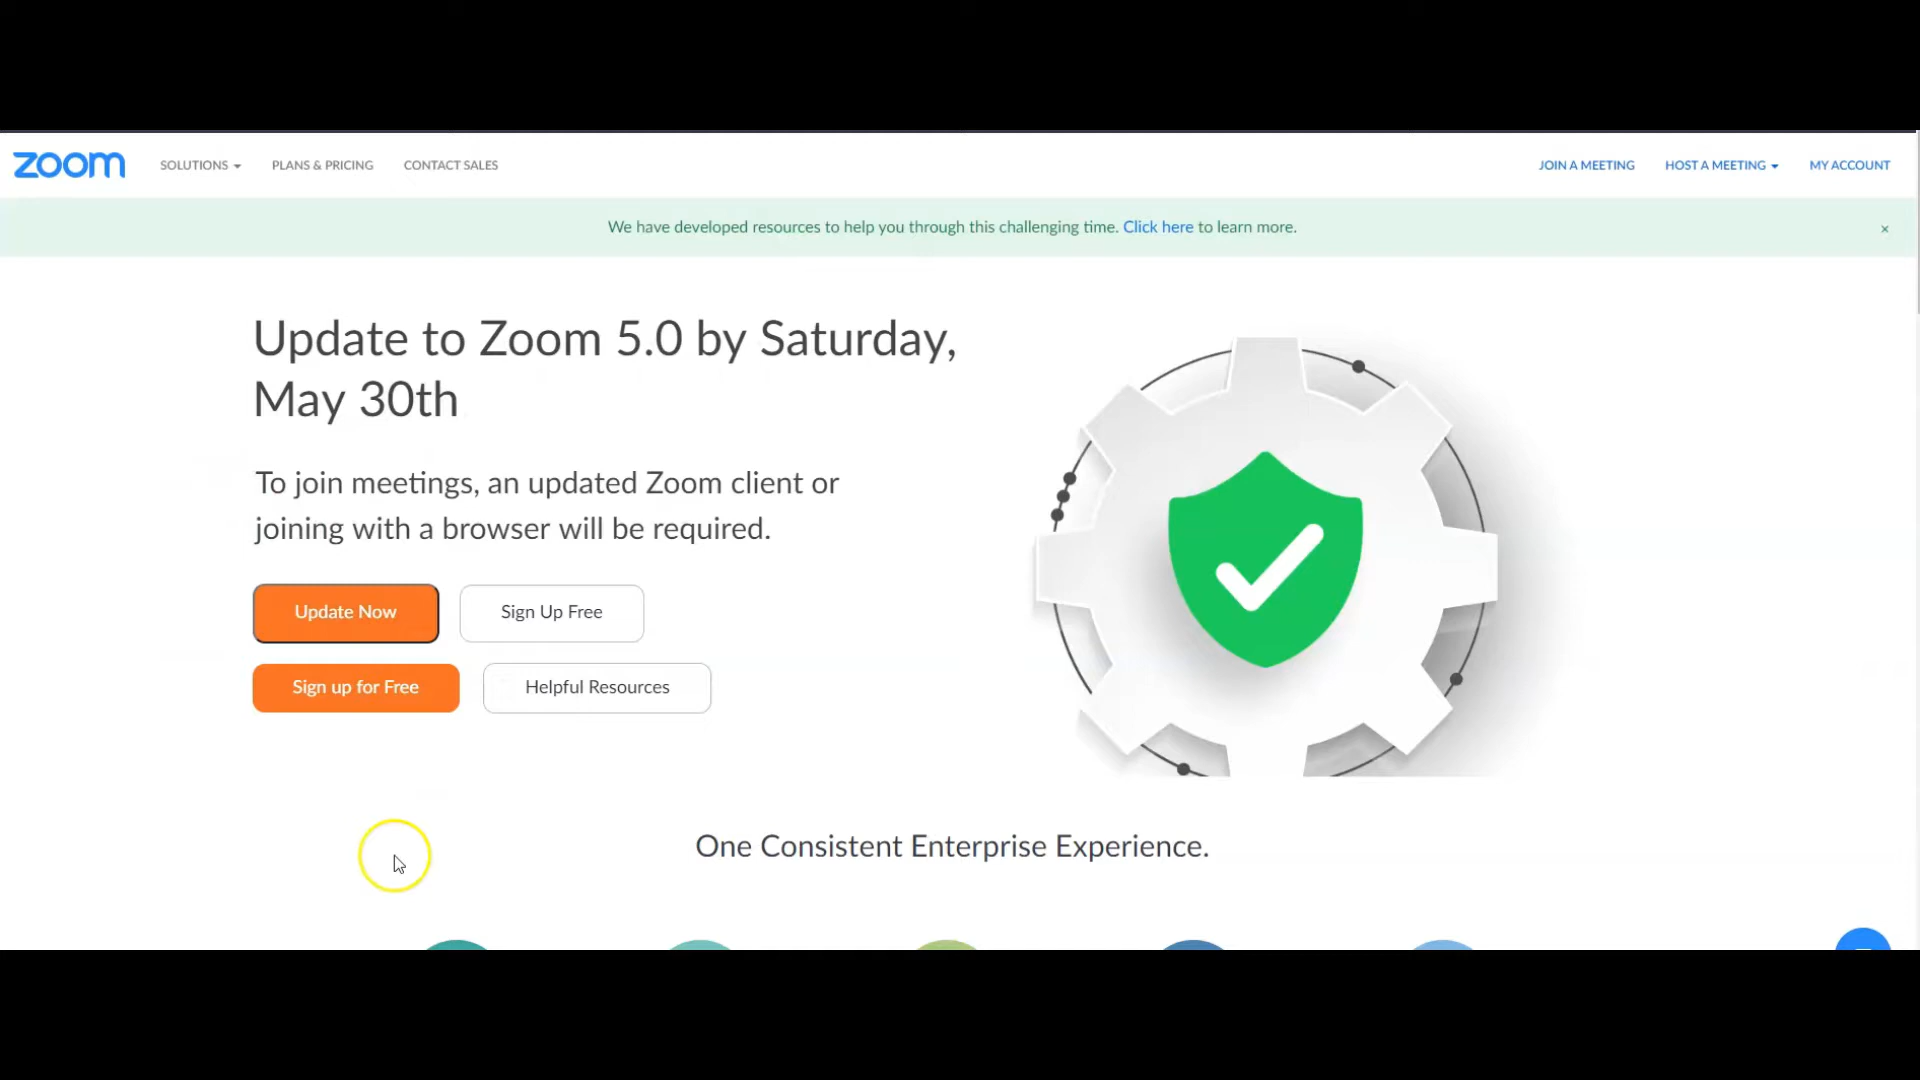 zoom SOLUTIONS PLANS & PRICING CONTACT SALES JOIN A MEETING HOST A MEETING MY ACCOUNT
We have developed resources to help you through this challenging time. Click here to learn more. ×
Update to Zoom 5.0 by Saturday,
May 30th
To join meetings, an updated Zoom client or
joining with a browser will be required.
Update Now Sign Up Free
Sign up for Free Helpful Resources
One Consistent Enterprise Experience.